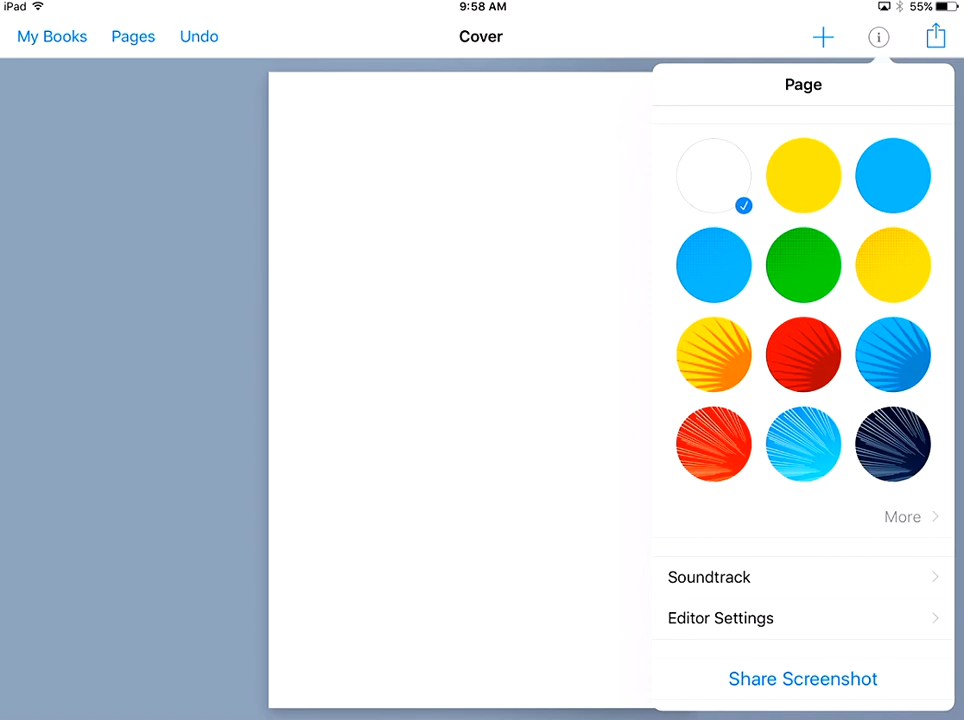 iPad 9:58 AM 55%
My Books Pages Undo Cover
Page
More
Soundtrack
Editor Settings
Share Screenshot